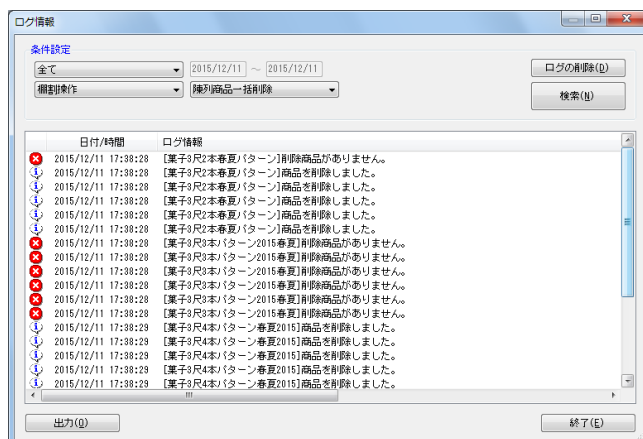 ログ情報
条件設定
全て 2015/12/11 ~ 2015/12/11 ログの削除(D)
棚割操作 陳列商品一括削除 検索(N)
日付/時間 ログ情報
2015/12/11 17:38:28 [菓子3尺2本春夏パターン]削除商品がありません。
2015/12/11 17:38:28 [菓子3尺2本春夏パターン]商品を削除しました。
2015/12/11 17:38:28 [菓子3尺2本春夏パターン]商品を削除しました。
2015/12/11 17:38:28 [菓子3尺2本春夏パターン]商品を削除しました。
2015/12/11 17:38:28 [菓子3尺2本春夏パターン]商品を削除しました。
2015/12/11 17:38:28 [菓子3尺2本春夏パターン]商品を削除しました。
2015/12/11 17:38:28 [菓子3尺3本パターン2015春夏]削除商品がありません。
2015/12/11 17:38:28 [菓子3尺3本パターン2015春夏]削除商品がありません。
2015/12/11 17:38:28 [菓子3尺3本パターン2015春夏]削除商品がありません。
2015/12/11 17:38:28 [菓子3尺3本パターン2015春夏]削除商品がありません。
2015/12/11 17:38:28 [菓子3尺3本パターン2015春夏]削除商品がありません。
2015/12/11 17:38:28 [菓子3尺3本パターン2015春夏]削除商品がありません。
2015/12/11 17:38:29 [菓子3尺4本パターン春夏2015]商品を削除しました。
2015/12/11 17:38:29 [菓子3尺4本パターン春夏2015]商品を削除しました。
2015/12/11 17:38:29 [菓子3尺4本パターン春夏2015]商品を削除しました。
2015/12/11 17:38:29 [菓子3尺4本パターン春夏2015]商品を削除しました。
2015/12/11 17:38:29 [菓子3尺4本パターン春夏2015]商品を削除しました。
出力(O) 終了(E)